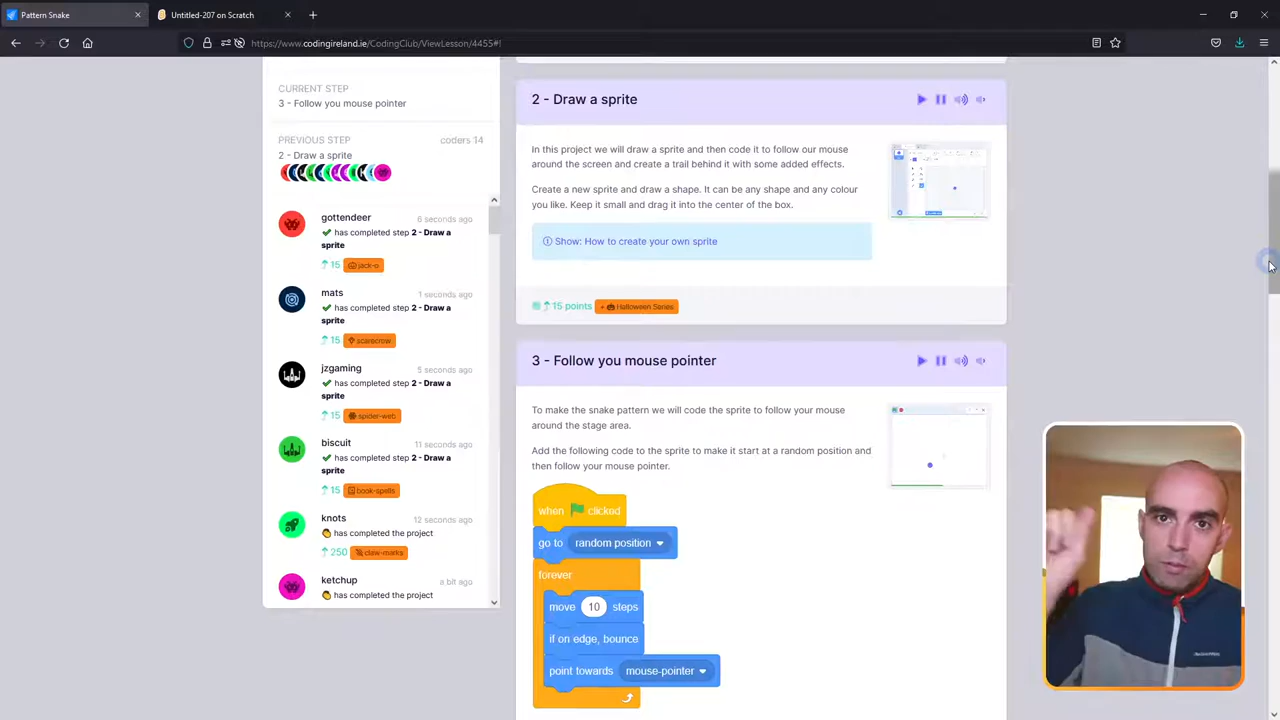 Pattern Snake
Untitled-207 on Scratch
https://www.codingireland.ie/CodingClub/ViewLesson/4455#!
CURRENT STEP
3 - Follow you mouse pointer
PREVIOUS STEP
coders 14
2 - Draw a sprite
gottendeer
6 seconds ago
has completed step 2 - Draw a
sprite
15 jack-o
mats
1 seconds ago
has completed step 2 - Draw a
sprite
15 scarecrow
jzgaming
5 seconds ago
has completed step 2 - Draw a
sprite
15 spider-web
biscuit
11 seconds ago
has completed step 2 - Draw a
sprite
15 book-spells
knots
12 seconds ago
has completed the project
250 claw-marks
ketchup
a bit ago
has completed the project
2 - Draw a sprite
In this project we will draw a sprite and then code it to follow our mouse
around the screen and create a trail behind it with some added effects.
Create a new sprite and draw a shape. It can be any shape and any colour
you like. Keep it small and drag it into the center of the box.
Show: How to create your own sprite
15 points + Halloween Series
3 - Follow you mouse pointer
To make the snake pattern we will code the sprite to follow your mouse
around the stage area.
Add the following code to the sprite to make it start at a random position and
then follow your mouse pointer.
when clicked
go to random position
forever
move 10 steps
if on edge, bounce
point towards mouse-pointer